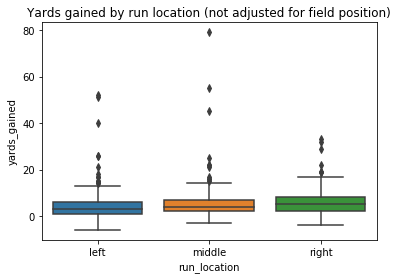 Yards gained by run location (not adjusted for field position)
80
60
40
20
0
yards_gained
left middle right
run_location